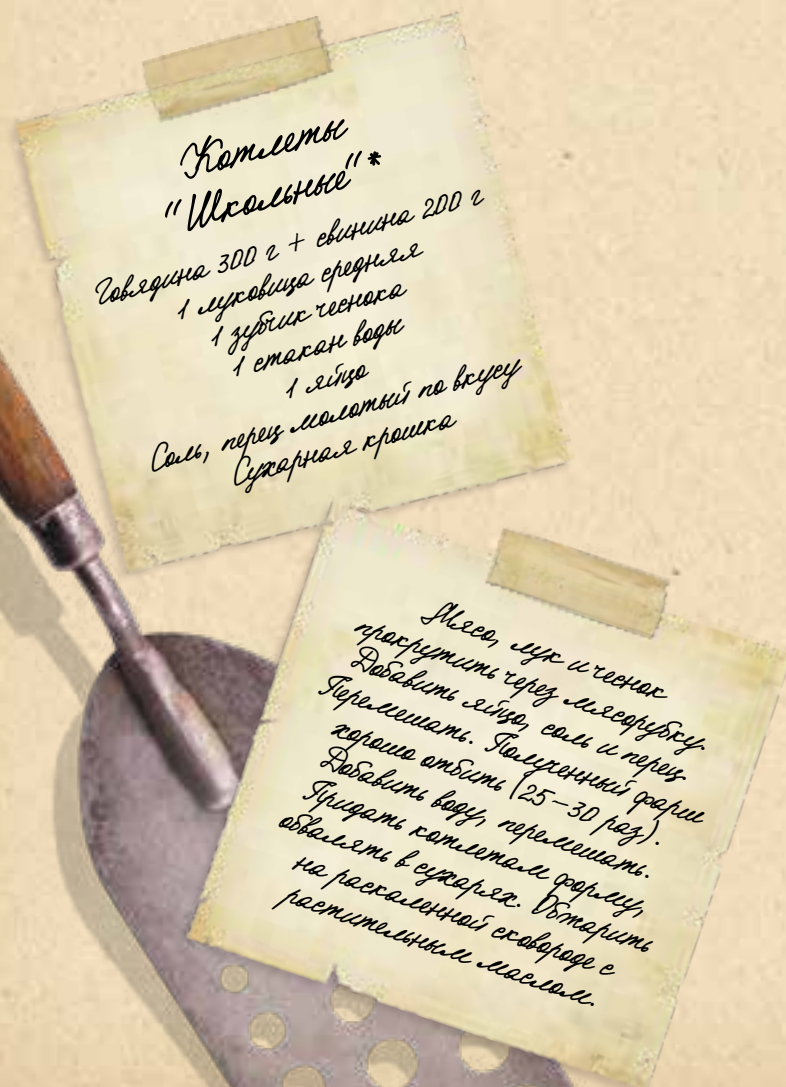 Котлеты
"Школьные"*
Говядина 300 г + свинина 200 г
1 луковица средняя
1 зубчик чеснока
1 стакан воды
1 яйцо
Соль, перец молотый по вкусу
Сухарная крошка
Мясо, лук и чеснок
прокрутить через мясорубку.
Добавить яйцо, соль и перец.
Перемешать. Полученный фарш
хорошо отбить (25–30 раз).
Добавить воду, перемешать.
Придать котлетам форму,
обвалять в сухарях. Обжарить
на раскаленной сковороде с
растительным маслом.